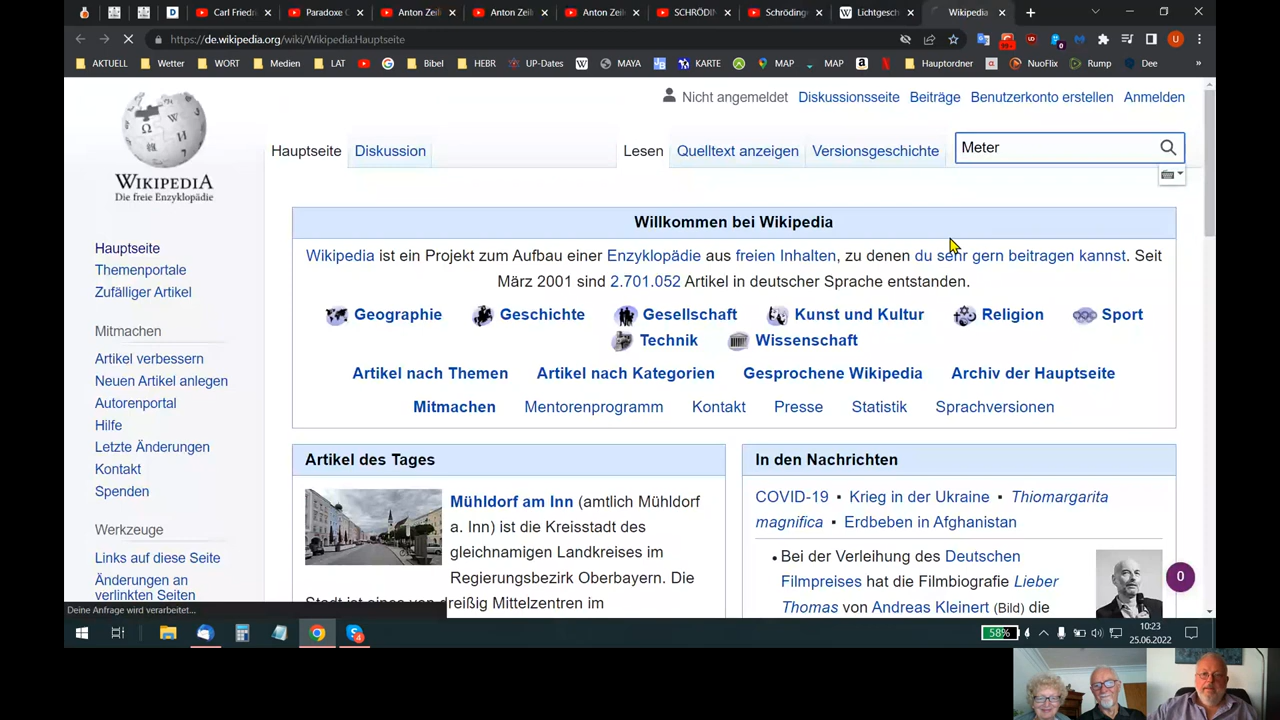 Carl Friedr
Paradoxe
Anton Zeil
Anton Zeil
Anton Zeil
SCHRÖDIN
Schröding
Lichtgesch
Wikipedia
https://de.wikipedia.org/wiki/Wikipedia:Hauptseite
AKTUELL Wetter WORT Medien LAT Bibel HEBR UP-Dates MAYA KARTE MAP MAP Hauptordner NuoFlix Rump Dee
Nicht angemeldet Diskussionsseite Beiträge Benutzerkonto erstellen Anmelden
Hauptseite Diskussion Lesen Quelltext anzeigen Versionsgeschichte Meter
WIKIPEDIA
Die freie Enzyklopädie
Hauptseite
Themenportale
Zufälliger Artikel
Mitmachen
Artikel verbessern
Neuen Artikel anlegen
Autorenportal
Hilfe
Letzte Änderungen
Kontakt
Spenden
Werkzeuge
Links auf diese Seite
Änderungen an
verlinkten Seiten
Willkommen bei Wikipedia
Wikipedia ist ein Projekt zum Aufbau einer Enzyklopädie aus freien Inhalten, zu denen du sehr gern beitragen kannst. Seit
März 2001 sind 2.701.052 Artikel in deutscher Sprache entstanden.
Geographie Geschichte Gesellschaft Kunst und Kultur Religion Sport
Technik Wissenschaft
Artikel nach Themen Artikel nach Kategorien Gesprochene Wikipedia Archiv der Hauptseite
Mitmachen Mentorenprogramm Kontakt Presse Statistik Sprachversionen
Artikel des Tages
Mühldorf am Inn (amtlich Mühldorf
a. Inn) ist die Kreisstadt des
gleichnamigen Landkreises im
Regierungsbezirk Oberbayern. Die
Stadt ist eines von dreißig Mittelzentren im
In den Nachrichten
COVID-19 • Krieg in der Ukraine • Thiomargarita
magnifica • Erdbeben in Afghanistan
• Bei der Verleihung des Deutschen
Filmpreises hat die Filmbiografie Lieber
Thomas von Andreas Kleinert (Bild) die
0
Deine Anfrage wird verarbeitet...
58%
10:23
25.06.2022